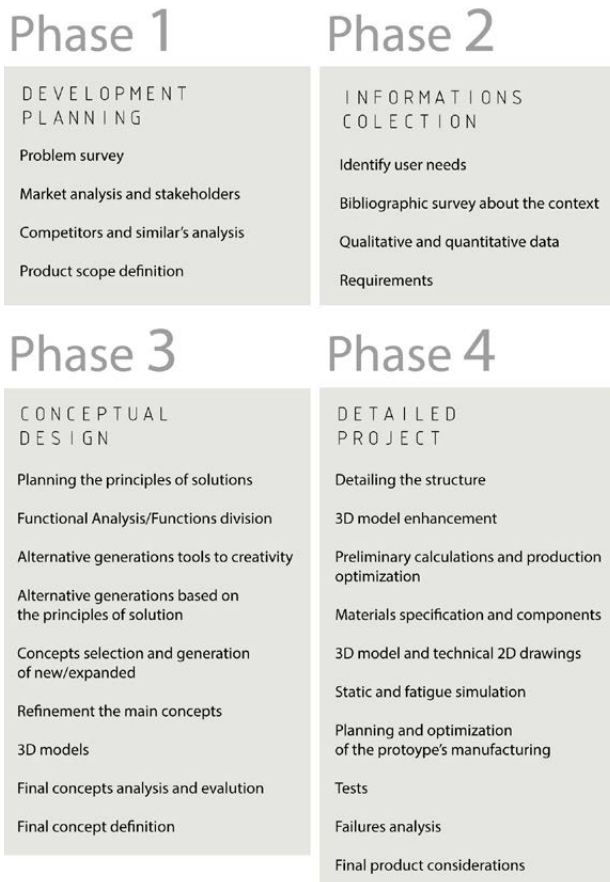 Phase 1
DEVELOPMENT
PLANNING
Problem survey
Market analysis and stakeholders
Competitors and similar's analysis
Product scope definition
Phase 2
INFORMATIONS
COLECTION
Identify user needs
Bibliographic survey about the context
Qualitative and quantitative data
Requirements
Phase 3
CONCEPTUAL
DESIGN
Planning the principles of solutions
Functional Analysis/Functions division
Alternative generations tools to creativity
Alternative generations based on
the principles of solution
Concepts selection and generation
of new/expanded
Refinement the main concepts
3D models
Final concepts analysis and evalution
Final concept definition
Phase 4
DETAILED
PROJECT
Detailing the structure
3D model enhancement
Preliminary calculations and production
optimization
Materials specification and components
3D model and technical 2D drawings
Static and fatigue simulation
Planning and optimization
of the protoype's manufacturing
Tests
Failures analysis
Final product considerations